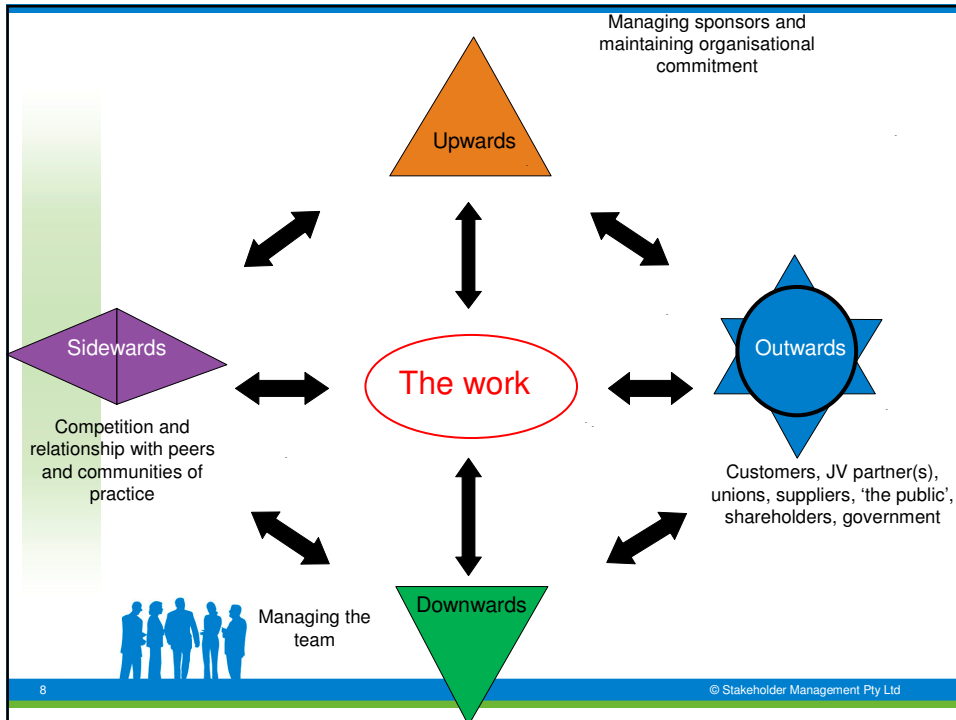 Managing sponsors and
maintaining organisational
commitment
Upwards
Sidewards
The work
Outwards
Competition and
relationship with peers
and communities of
practice
Customers, JV partner(s),
unions, suppliers, ‘the public’,
shareholders, government
Managing the
team
Downwards
8
© Stakeholder Management Pty Ltd